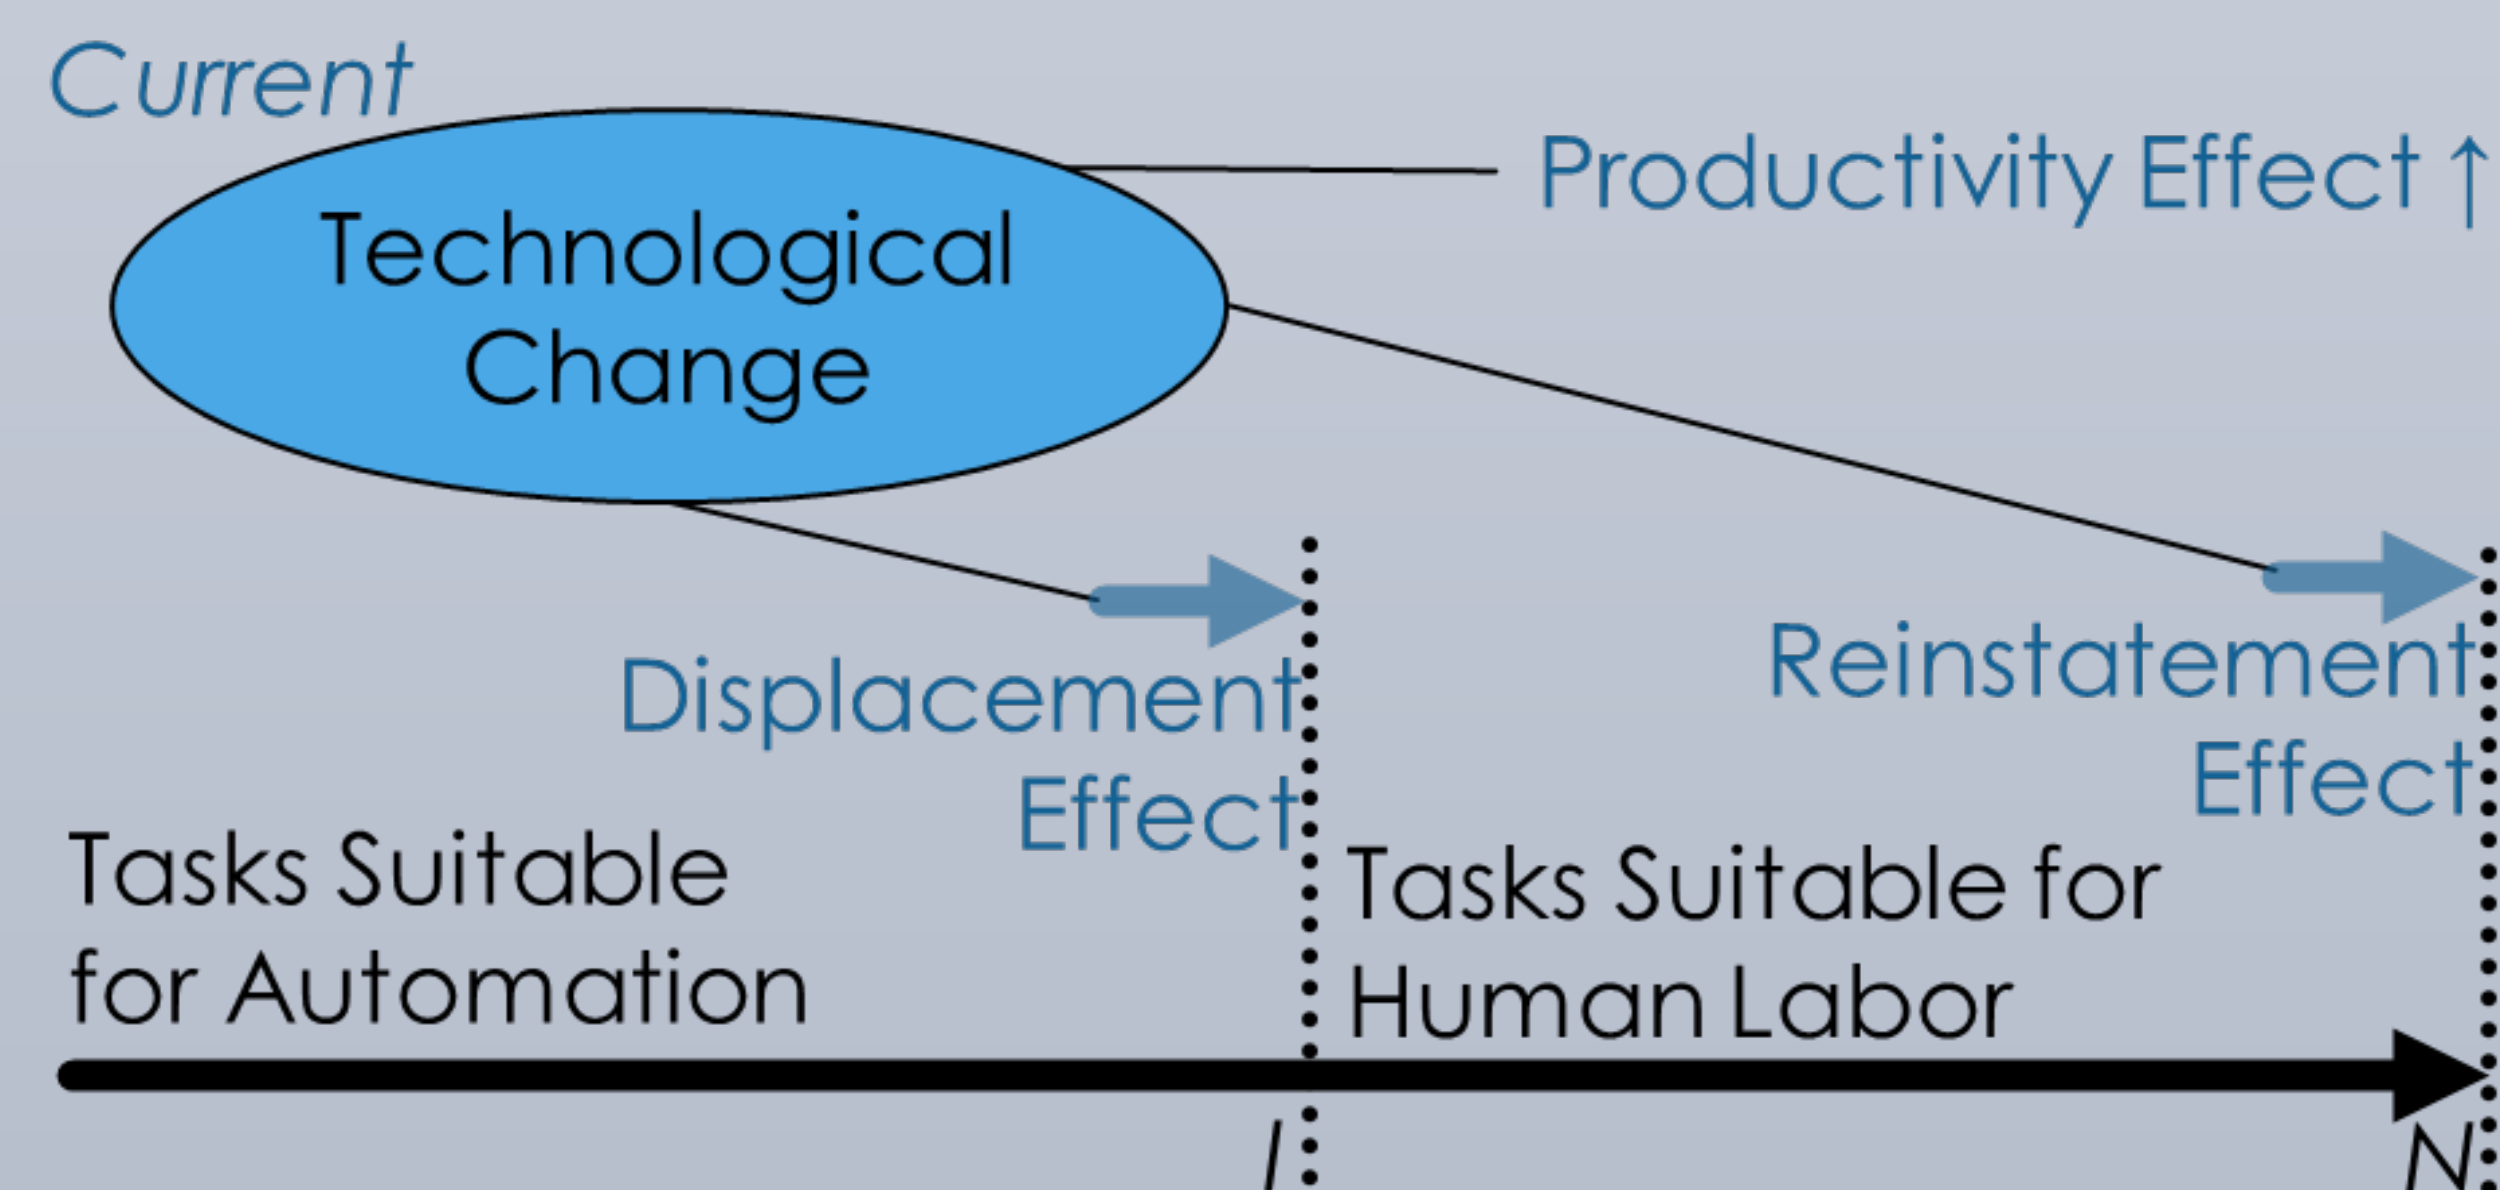 Current
Productivity Effect ↑
Technological
Change
Displacement
Effect
Reinstatement
Effect
Tasks Suitable
for Automation
Tasks Suitable for
Human Labor
I
N